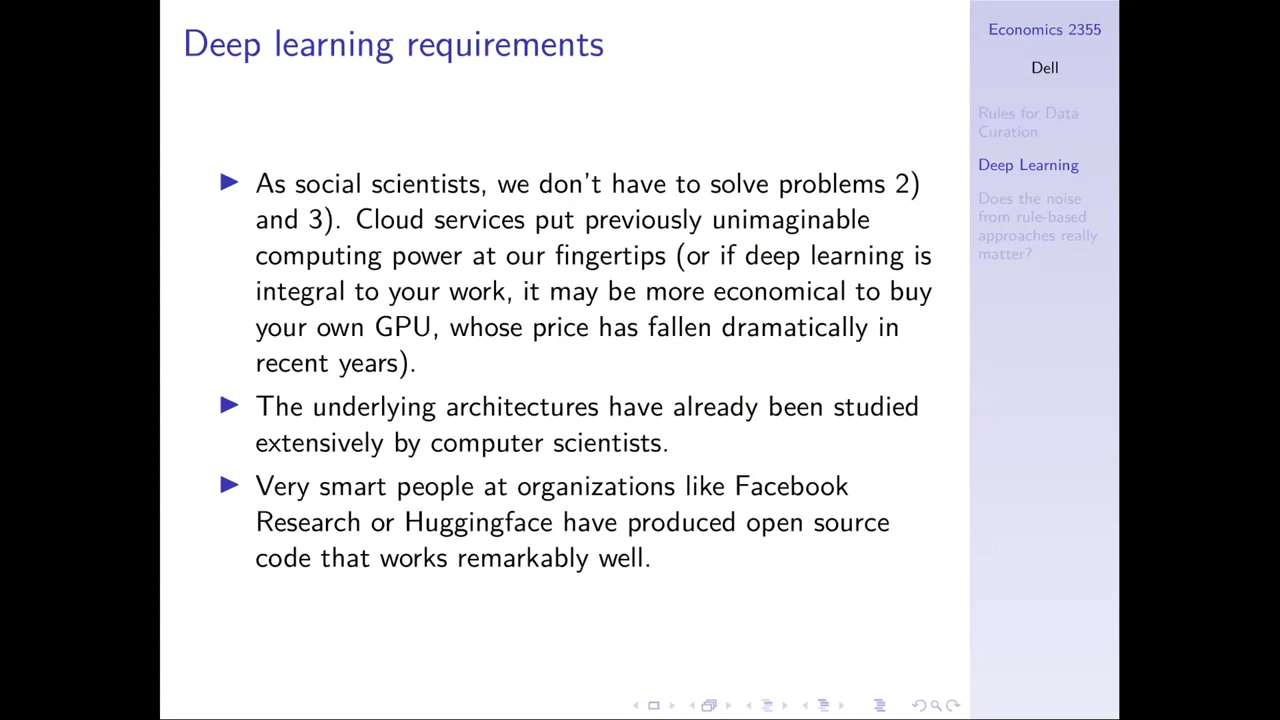 Deep learning requirements
As social scientists, we don't have to solve problems 2)
and 3). Cloud services put previously unimaginable
computing power at our fingertips (or if deep learning is
integral to your work, it may be more economical to buy
your own GPU, whose price has fallen dramatically in
recent years).
The underlying architectures have already been studied
extensively by computer scientists.
Very smart people at organizations like Facebook
Research or Huggingface have produced open source
code that works remarkably well.
Economics 2355
Dell
Rules for Data
Curation
Deep Learning
Does the noise
from rule-based
approaches really
matter?